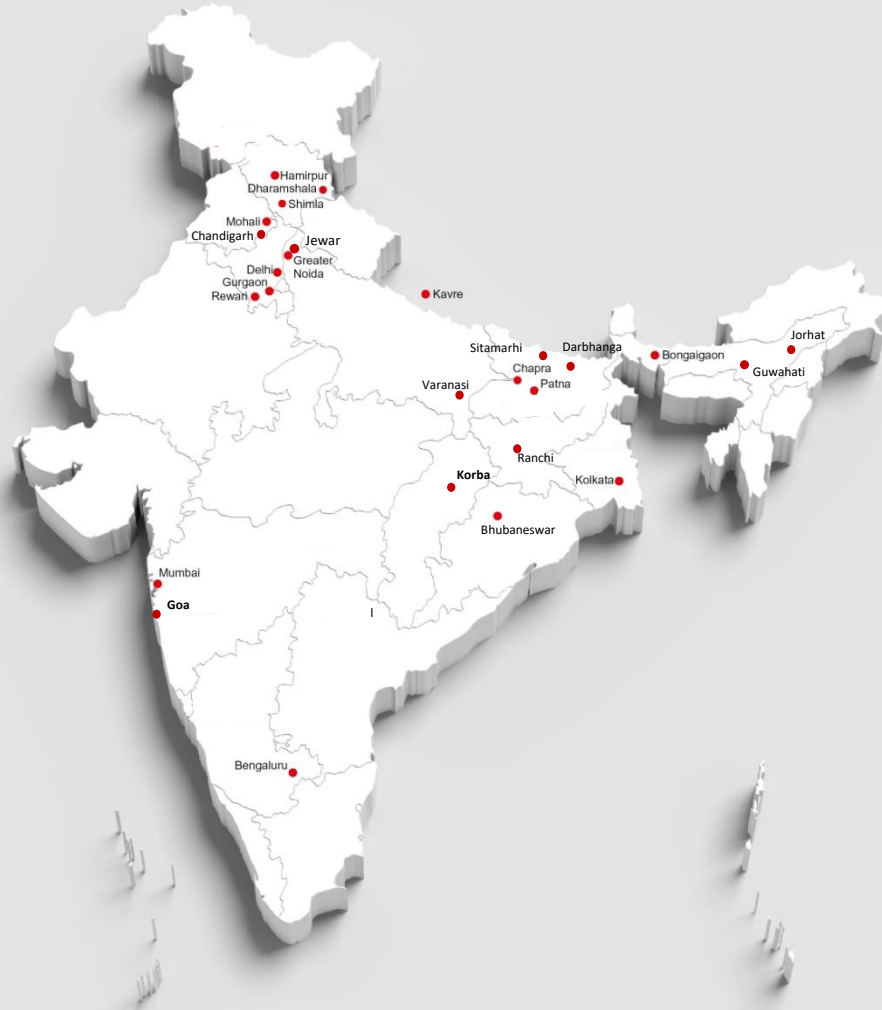 Hamirpur
Dharamshala
Shimla
Mohali
Chandigarh
Jewar
Greater
Noida
Delhi
Gurgaon
Rewari
Kavre
Sitamarhi
Darbhanga
Jorhat
Bongaigaon
Guwahati
Chapra
Patna
Varanasi
Ranchi
Korba
Kolkata
Bhubaneswar
Mumbai
Goa
I
Bengaluru